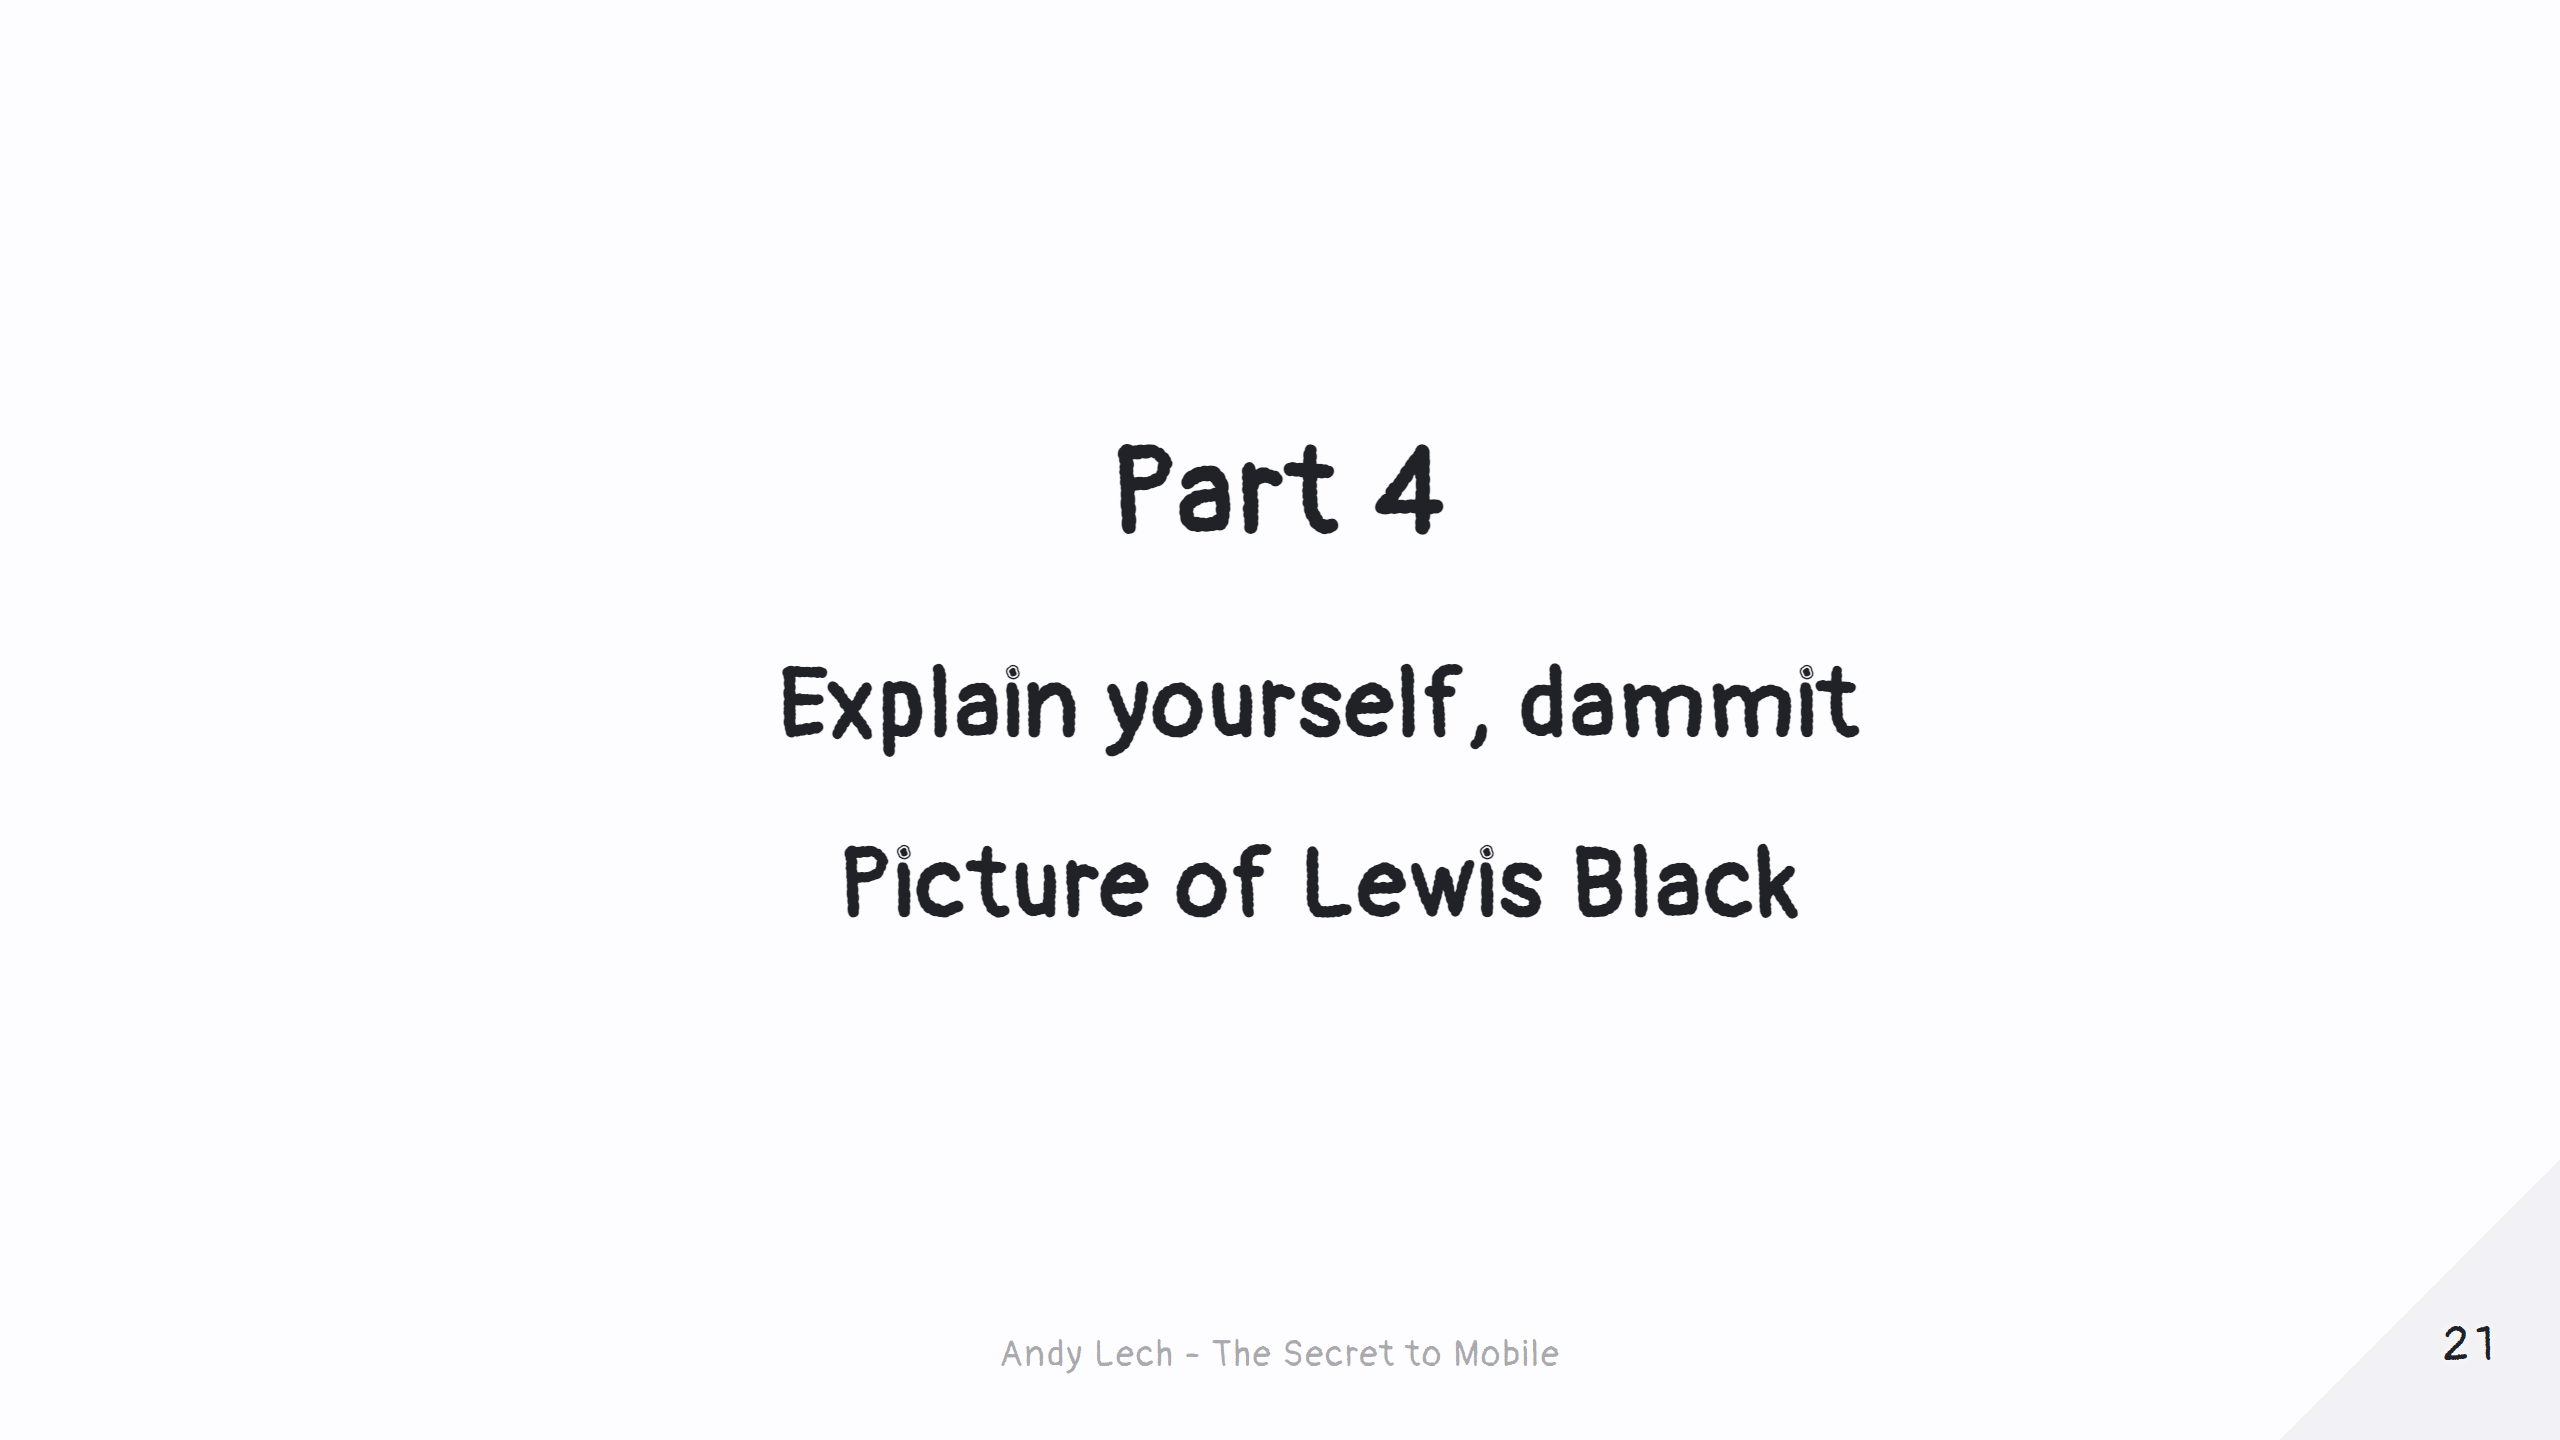 Part 4
Explain yourself, dammit
Picture of Lewis Black
Andy Lech - The Secret to Mobile
21